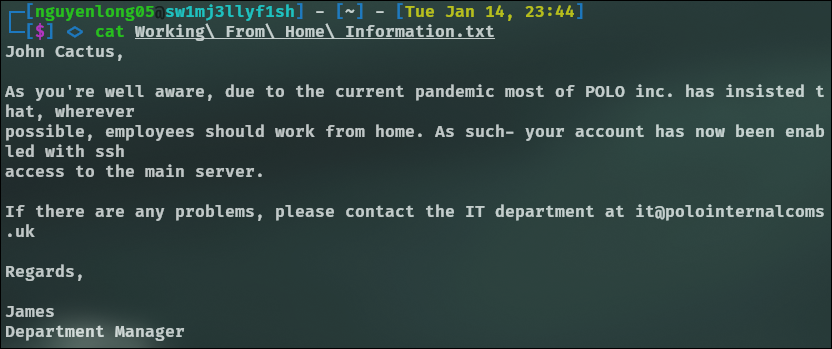 ┌─[nguyenlong05@sw1mj3llyf1sh] - [~] - [Tue Jan 14, 23:44]
└─[$] <> cat Working\ From\ Home\ Information.txt
John Cactus,

As you're well aware, due to the current pandemic most of POLO inc. has insisted t
hat, wherever
possible, employees should work from home. As such- your account has now been enab
led with ssh
access to the main server.

If there are any problems, please contact the IT department at it@polointernalcoms
.uk

Regards,

James
Department Manager